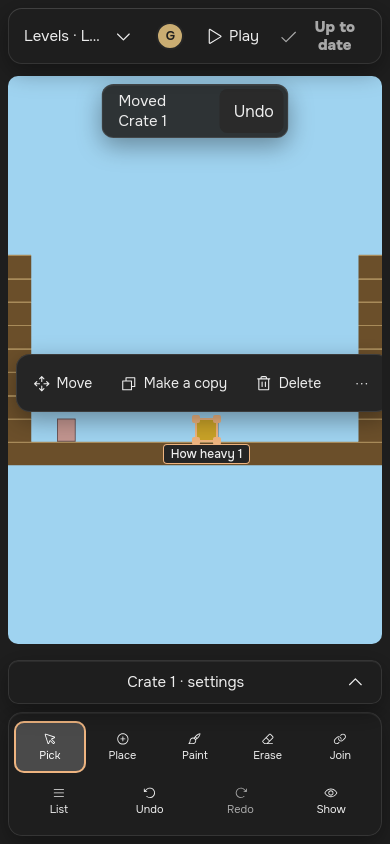 Levels · L...
G
Play
Up to
date
Moved
Crate 1
Undo
Move
Make a copy
Delete
...
How heavy 1
Crate 1 · settings
Pick
Place
Paint
Erase
Join
List
Undo
Redo
Show